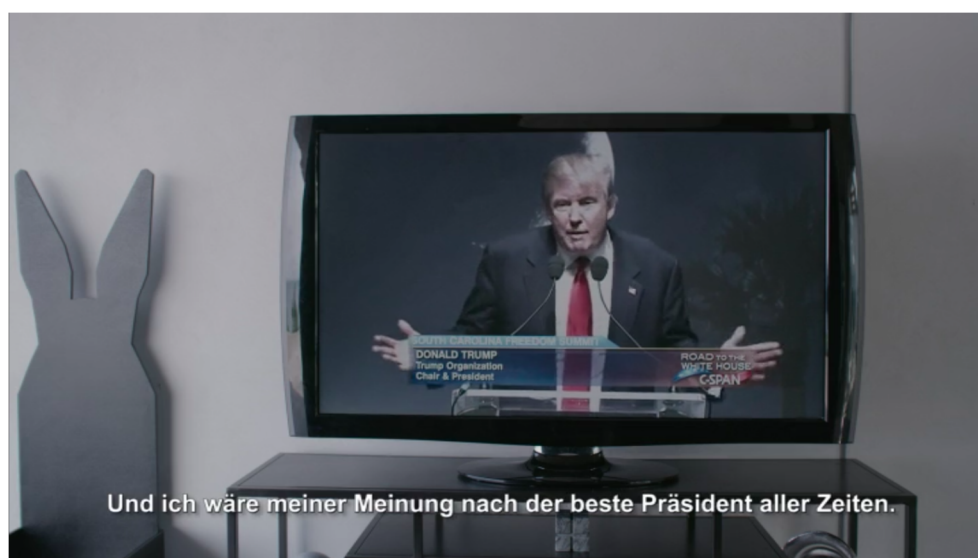 SOUTH CAROLINA FREEDOM SUMMIT
DONALD TRUMP
Trump Organization
Chair & President
ROAD TO THE
WHITE HOUSE
C-SPAN
Und ich wäre meiner Meinung nach der beste Präsident aller Zeiten.